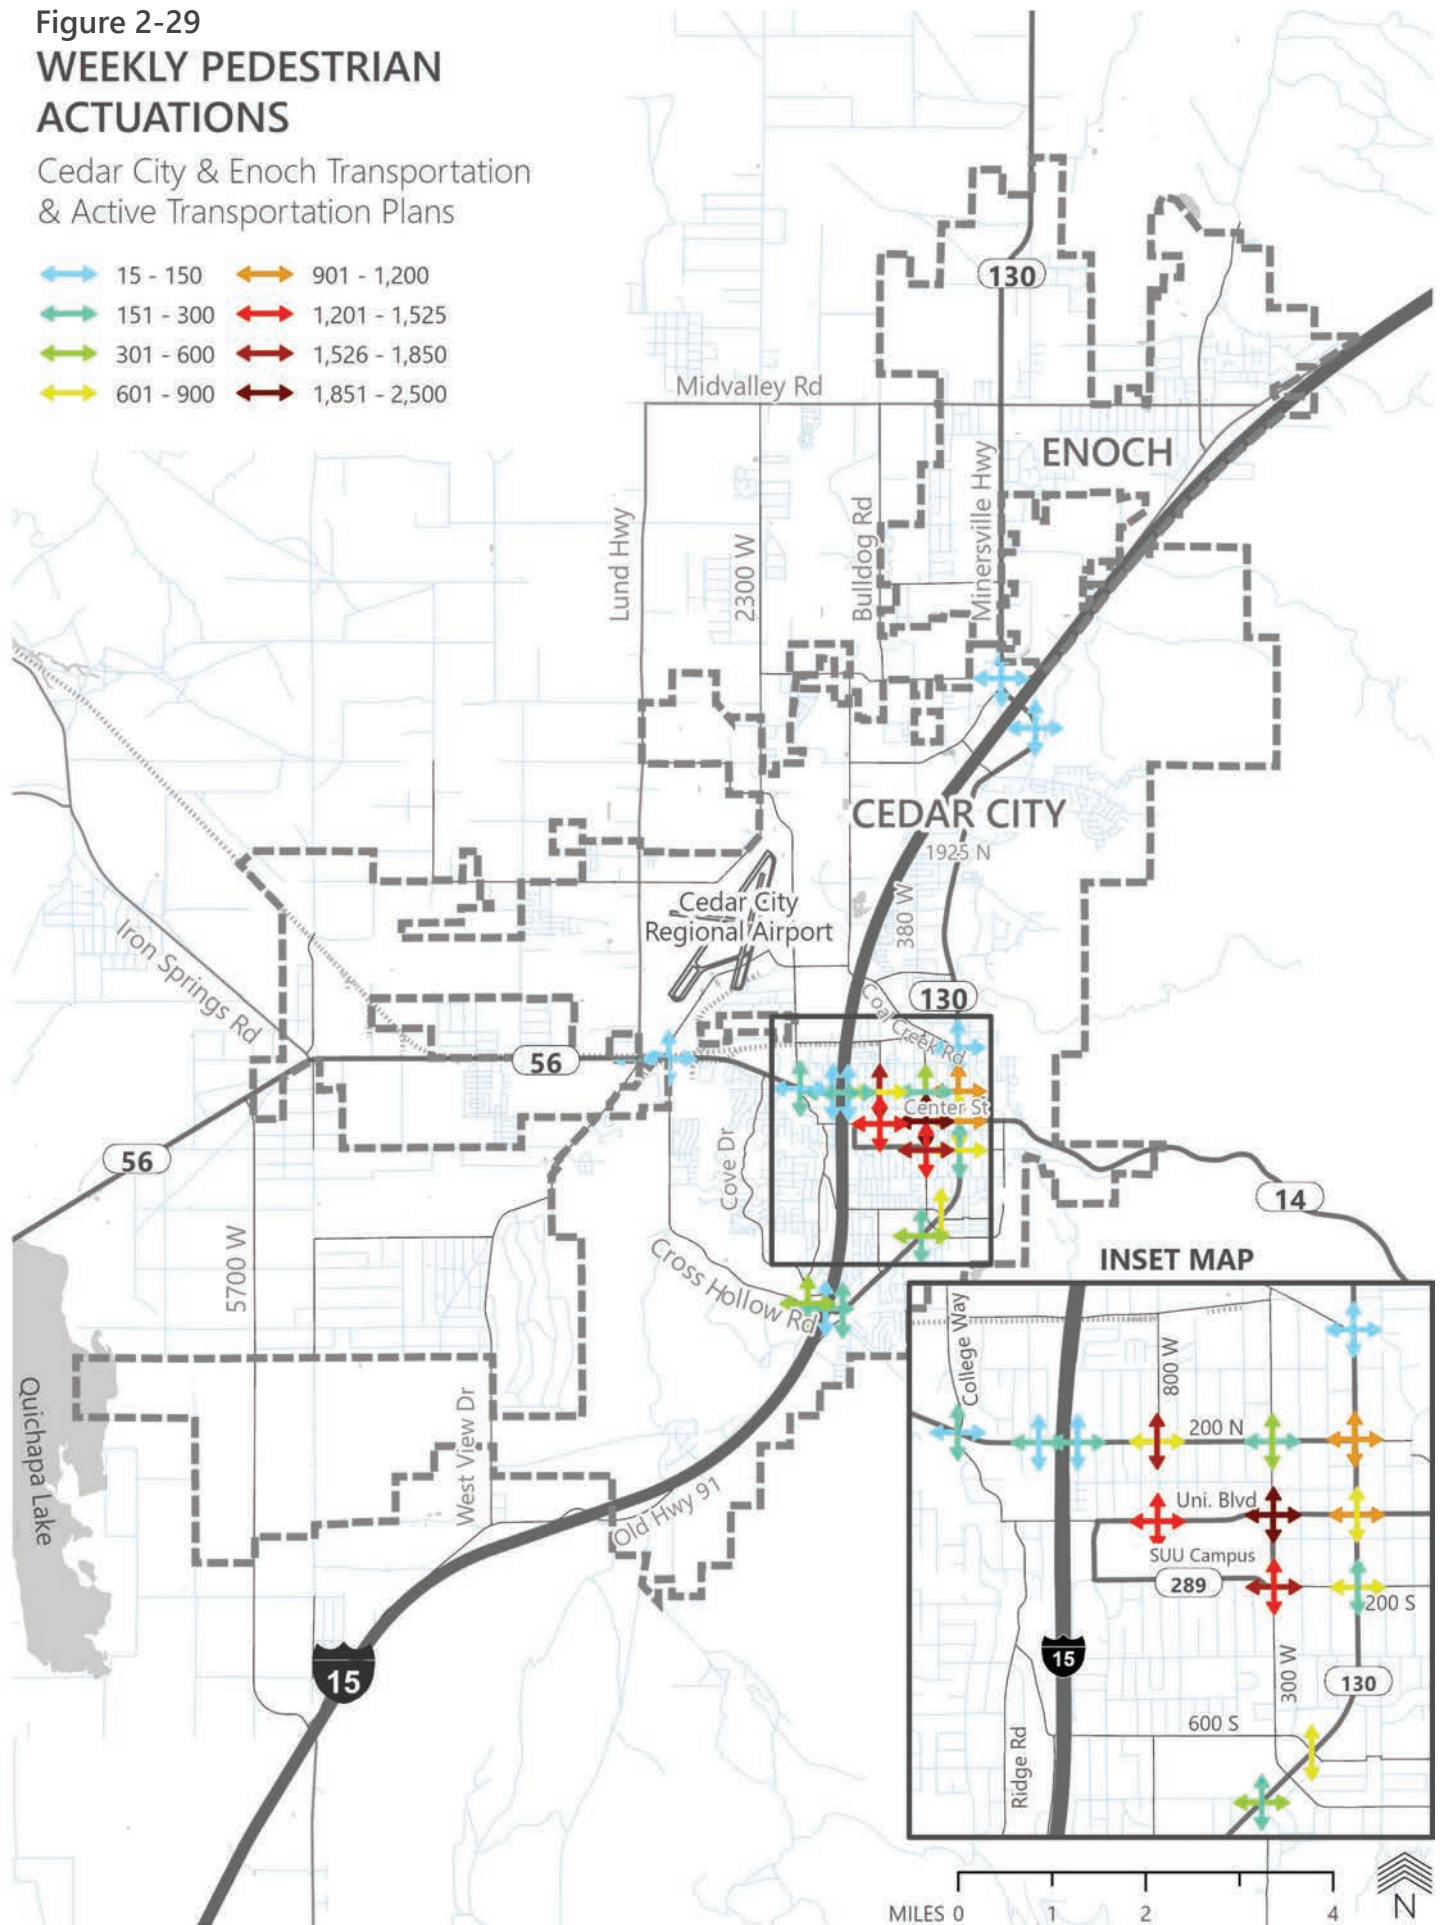 Figure 2-29
WEEKLY PEDESTRIAN
ACTUATIONS
Cedar City & Enoch Transportation
& Active Transportation Plans
15 - 150
901 - 1,200
151 - 300
1,201 - 1,525
301 - 600
1,526 - 1,850
601 - 900
1,851 - 2,500
130
Midvalley Rd
ENOCH
Lund Hwy
2300 W
Bulldog Rd
Minersville Hwy
CEDAR CITY
1925 N
Cedar City
Regional Airport
380 W
Iron Springs Rd
130
Coal Creek Rd
56
Center St
56
Cove Dr
14
5700 W
Cross Hollow Rd
Quichapa Lake
West View Dr
Old Hwy 91
15
INSET MAP
College Way
800 W
200 N
Uni. Blvd
SUU Campus
289
200 S
15
300 W
130
600 S
Ridge Rd
MILES 0 1 2 4
N